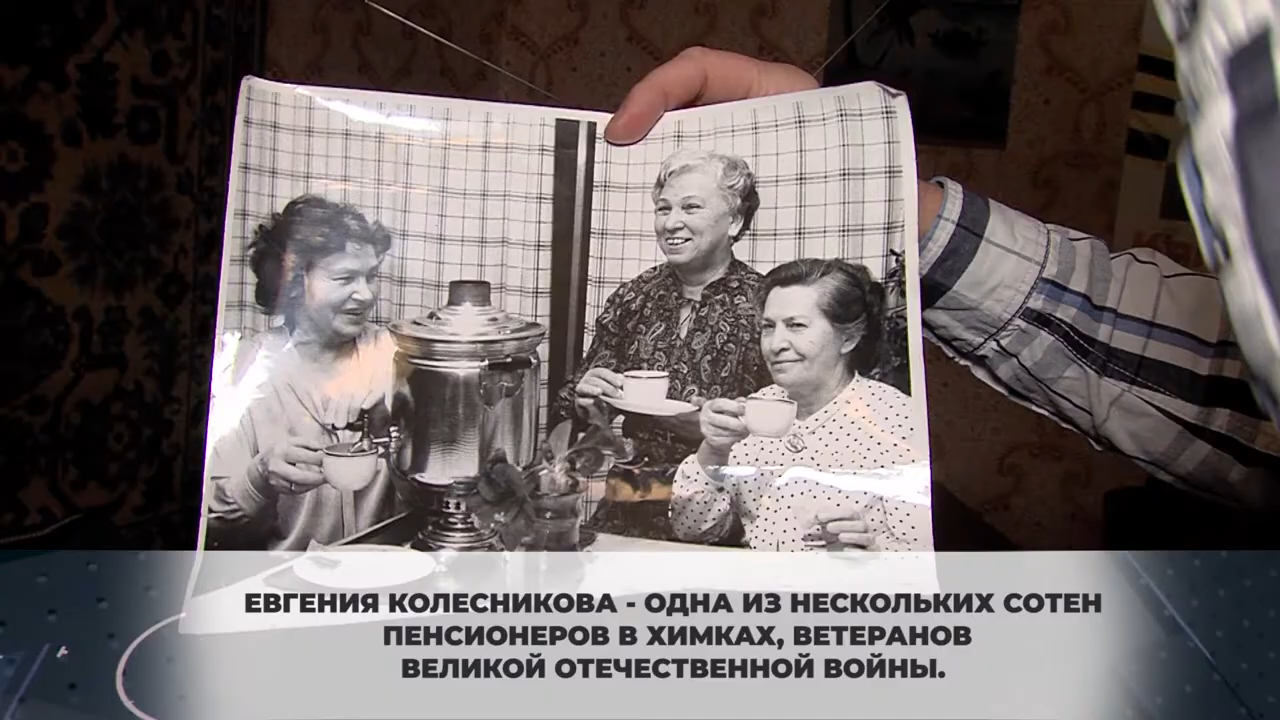 ЕВГЕНИЯ КОЛЕСНИКОВА - ОДНА ИЗ НЕСКОЛЬКИХ СОТЕН
ПЕНСИОНЕРОВ В ХИМКАХ, ВЕТЕРАНОВ
ВЕЛИКОЙ ОТЕЧЕСТВЕННОЙ ВОЙНЫ.